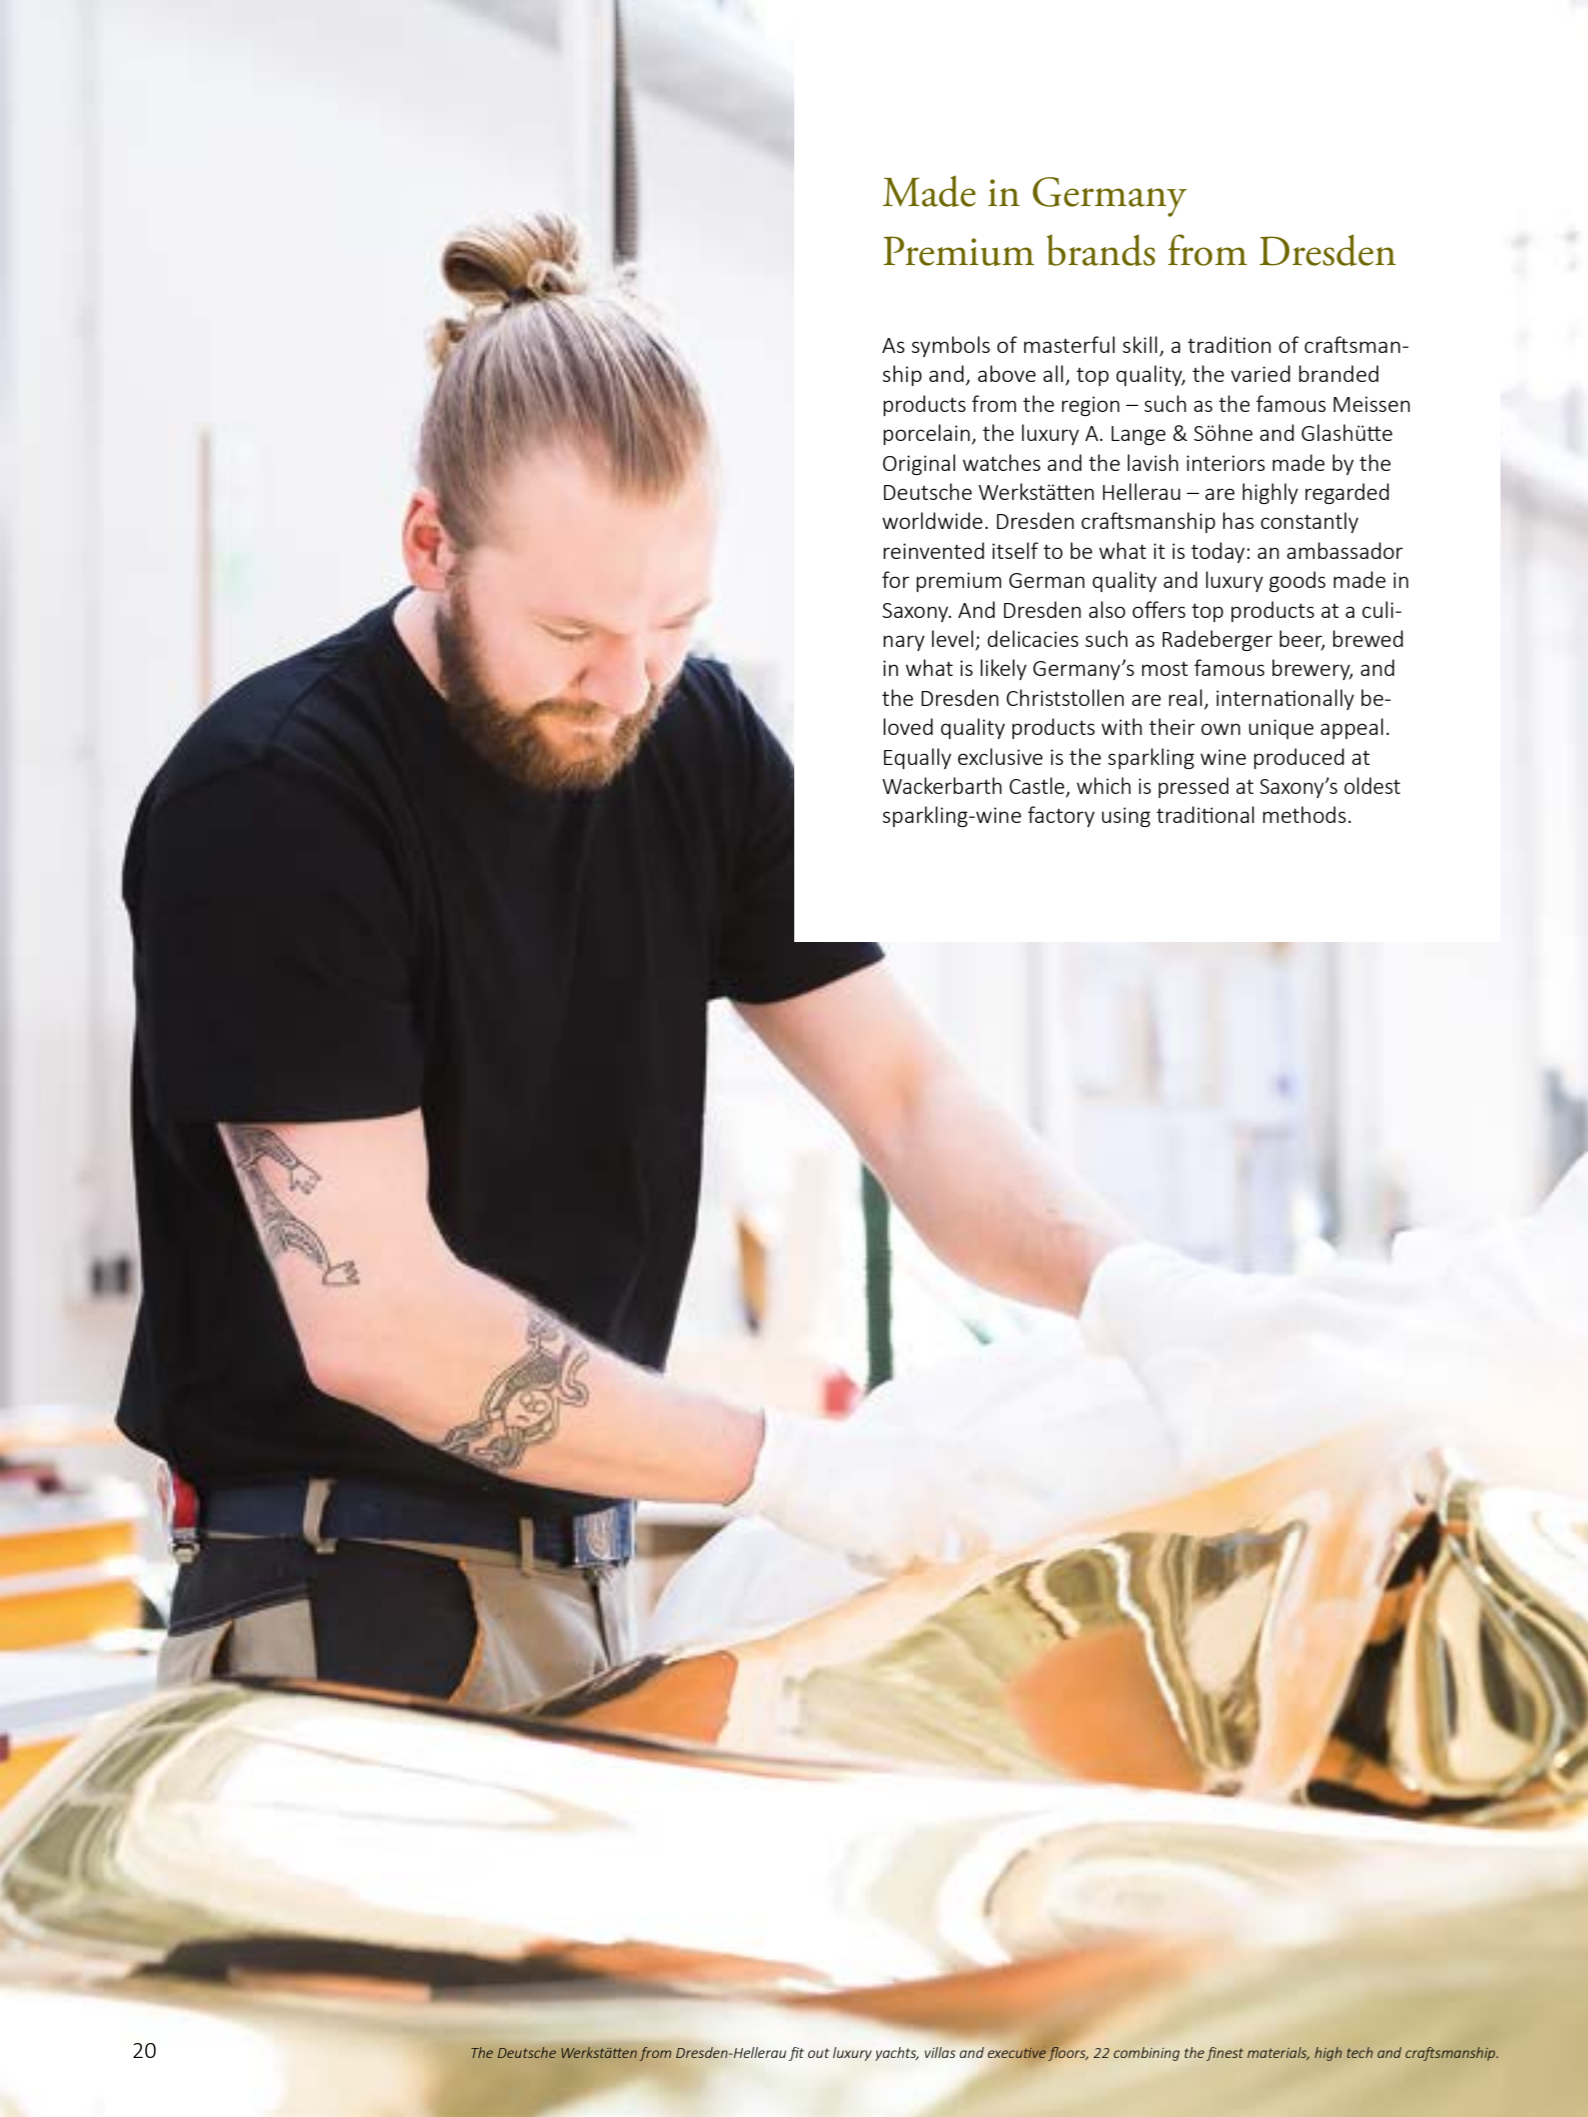 Made in Germany
Premium brands from Dresden
As symbols of masterful skill, a tradition of craftsman-
ship and, above all, top quality, the varied branded
products from the region – such as the famous Meissen
porcelain, the luxury A. Lange & Söhne and Glashütte
Original watches and the lavish interiors made by the
Deutsche Werkstätten Hellerau – are highly regarded
worldwide. Dresden craftsmanship has constantly
reinvented itself to be what it is today: an ambassador
for premium German quality and luxury goods made in
Saxony. And Dresden also offers top products at a culi-
nary level; delicacies such as Radeberger beer, brewed
in what is likely Germany’s most famous brewery, and
the Dresden Christstollen are real, internationally be-
loved quality products with their own unique appeal.
Equally exclusive is the sparkling wine produced at
Wackerbarth Castle, which is pressed at Saxony’s oldest
sparkling-wine factory using traditional methods.
20
The Deutsche Werkstätten from Dresden-Hellerau fit out luxury yachts, villas and executive floors, 22 combining the finest materials, high tech and craftsmanship.